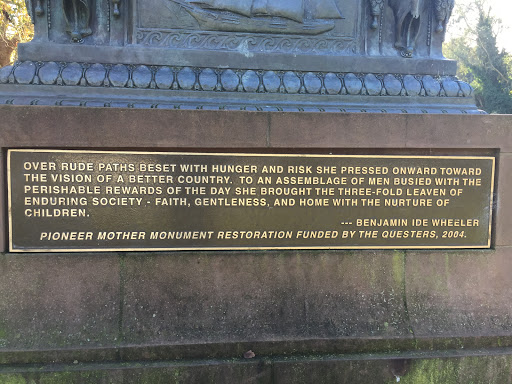 OVER RUDE PATHS BESET WITH HUNGER AND RISK SHE PRESSED ONWARD TOWARD
THE VISION OF A BETTER COUNTRY. TO AN ASSEMBLAGE OF MEN BUSIED WITH THE
PERISHABLE REWARDS OF THE DAY SHE BROUGHT THE THREE-FOLD LEAVEN OF
ENDURING SOCIETY - FAITH, GENTLENESS, AND HOME WITH THE NURTURE OF
CHILDREN.
--- BENJAMIN IDE WHEELER
PIONEER MOTHER MONUMENT RESTORATION FUNDED BY THE QUESTERS, 2004.